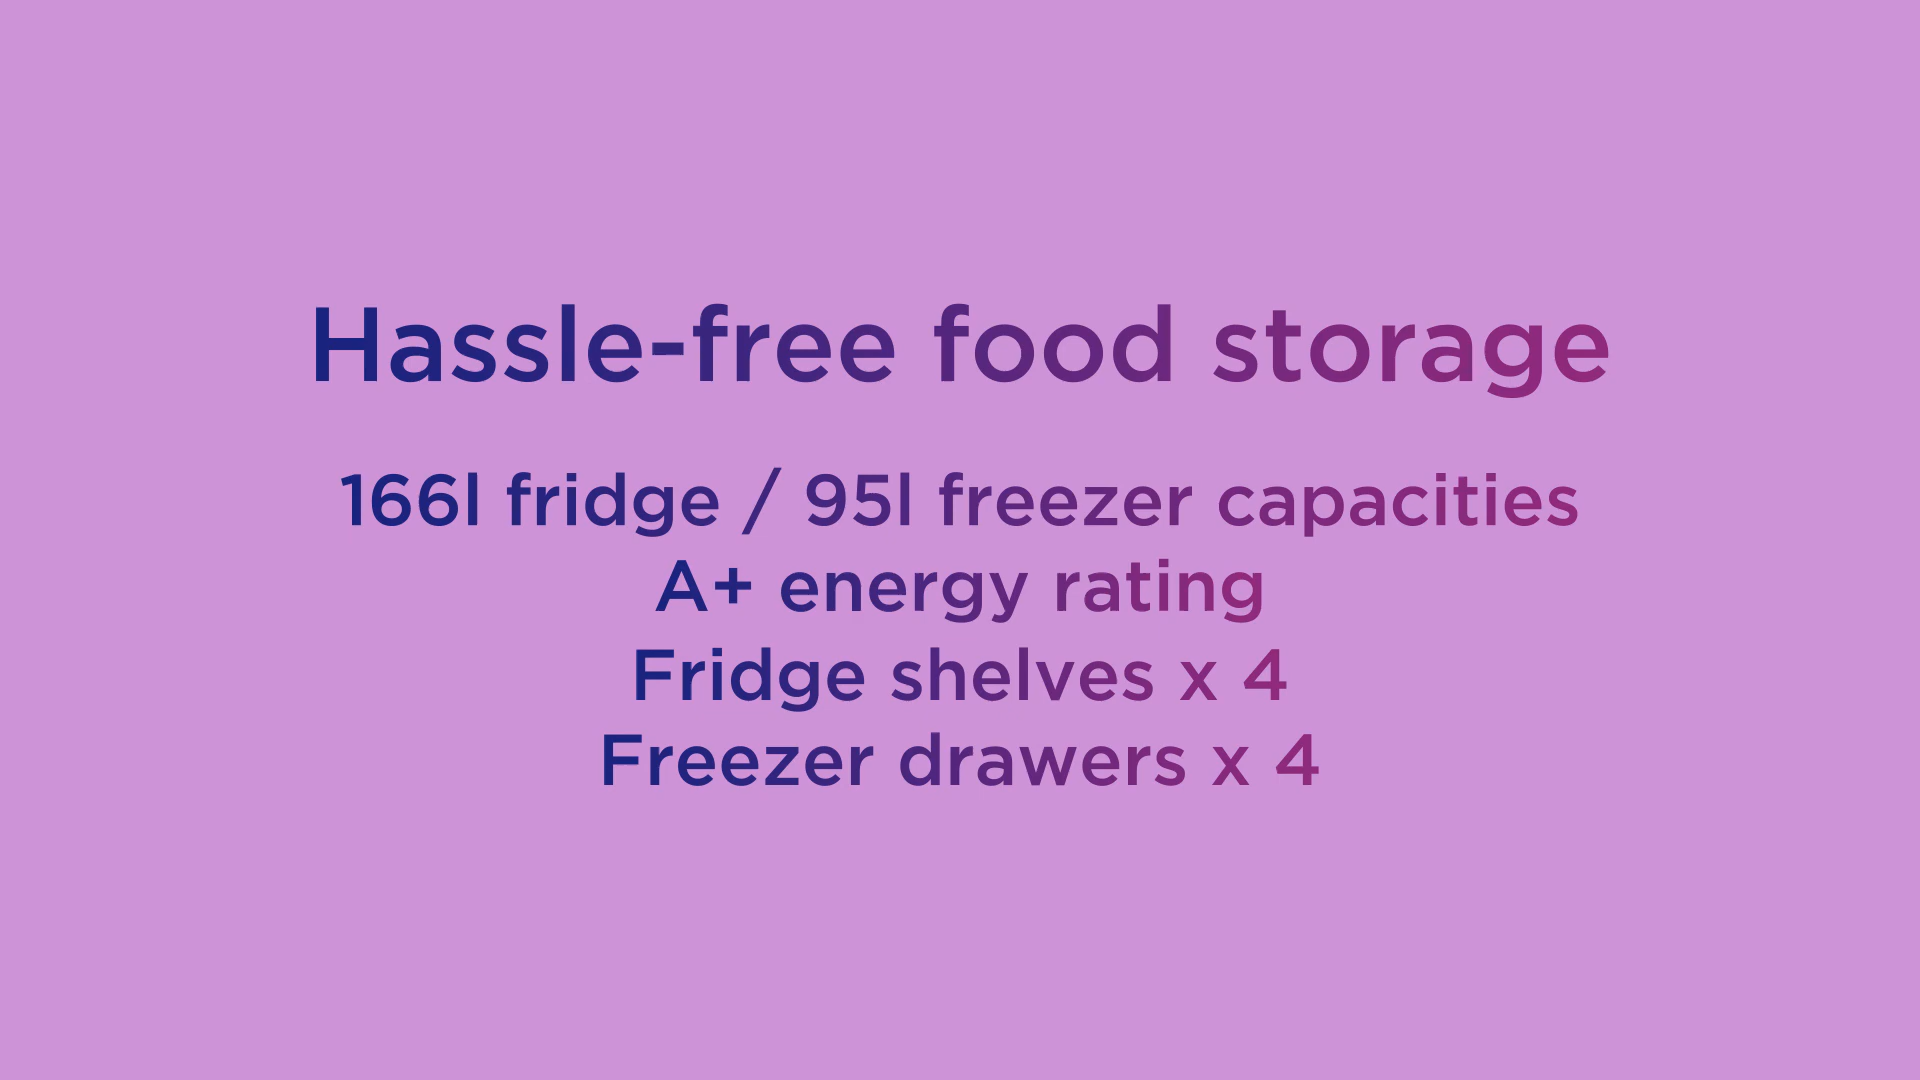 Hassle-free food storage
166l fridge / 95l freezer capacities
A+ energy rating
Fridge shelves x 4
Freezer drawers x 4